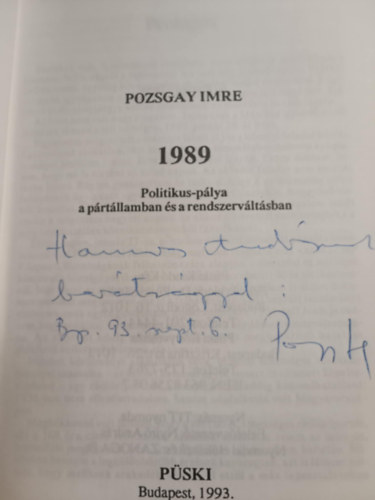 POZSGAY IMRE
1989
Politikus-pálya
a pártállamban és a rendszerváltásban
barátsággal :
Bp. 93. szept. 6.
PÜSKI
Budapest, 1993.